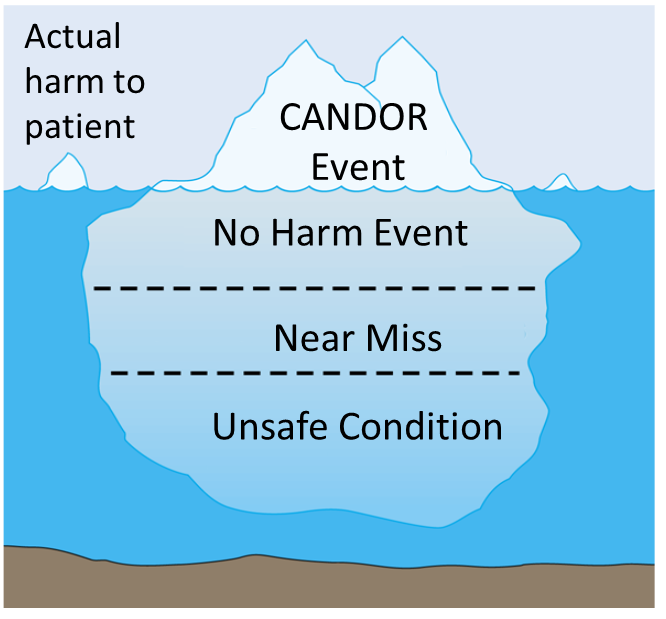 Actual
harm to
patient
CANDOR
Event
No Harm Event
Near Miss
Unsafe Condition